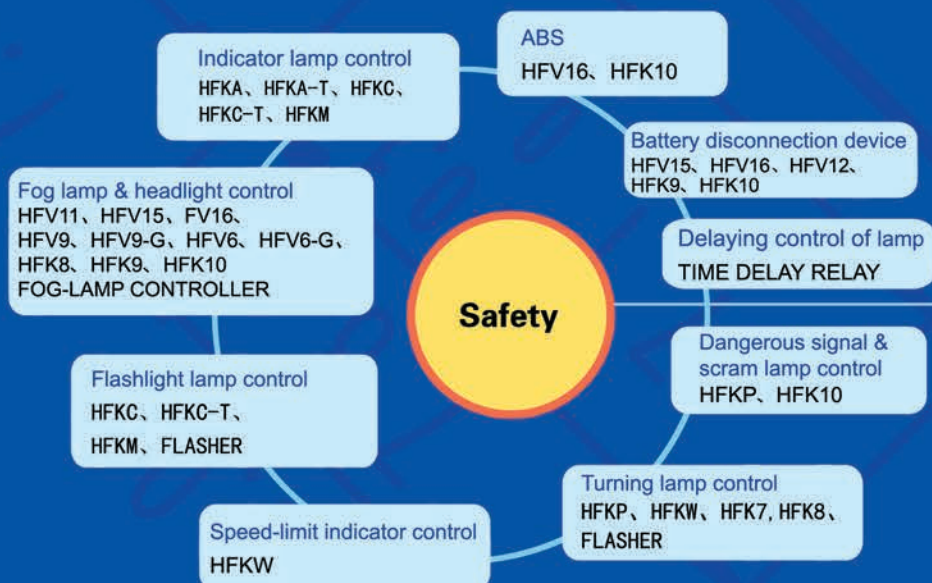 Indicator lamp control
HFKA、HFKA-T、HFKC、
HFKC-T、HFKM
ABS
HFV16、HFK10
Battery disconnection device
HFV15、HFV16、HFV12、
HFK9、HFK10
Fog lamp & headlight control
HFV11、HFV15、FV16、
HFV9、HFV9-G、HFV6、HFV6-G、
HFK8、HFK9、HFK10
FOG-LAMP CONTROLLER
Delaying control of lamp
TIME DELAY RELAY
Safety
Dangerous signal &
scram lamp control
HFKP、HFK10
Flashlight lamp control
HFKC、HFKC-T、
HFKM、FLASHER
Turning lamp control
HFKP、HFKW、HFK7, HFK8、
FLASHER
Speed-limit indicator control
HFKW